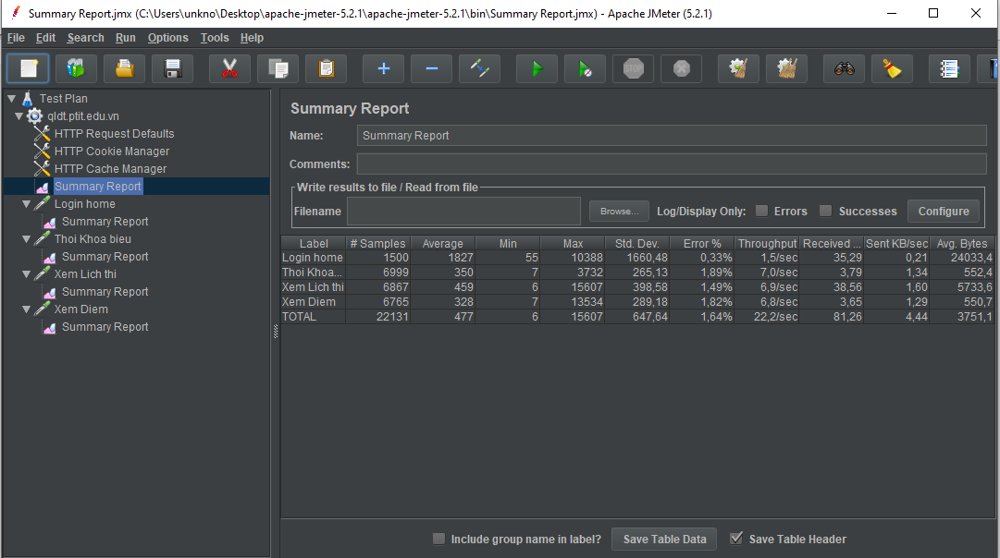 Summary Report.jmx (C:\Users\unkno\Desktop\apache-jmeter-5.2.1\apache-jmeter-5.2.1\bin\Summary Report.jmx) - Apache JMeter (5.2.1)
File Edit Search Run Options Tools Help
STOP
Test Plan
qldt.ptit.edu.vn
HTTP Request Defaults
HTTP Cookie Manager
HTTP Cache Manager
Summary Report
Login home
Summary Report
Thoi Khoa bieu
Summary Report
Xem Lich thi
Summary Report
Xem Diem
Summary Report
Summary Report
Name: Summary Report
Comments:
Write results to file / Read from file
Filename Browse... Log/Display Only: Errors Successes Configure
Label # Samples Average Min Max Std. Dev. Error % Throughput Received ... Sent KB/sec Avg. Bytes
Login home 1500 1827 55 10388 1660,48 0,33% 1,5/sec 35,29 0,21 24033,4
Thoi Khoa... 6999 350 7 3732 265,13 1,89% 7,0/sec 3,79 1,34 552,4
Xem Lich thi 6867 459 6 15607 398,58 1,49% 6,9/sec 38,56 1,60 5733,6
Xem Diem 6765 328 7 13534 289,18 1,82% 6,8/sec 3,65 1,29 550,7
TOTAL 22131 477 6 15607 647,64 1,64% 22,2/sec 81,26 4,44 3751,1
Include group name in label? Save Table Data Save Table Header